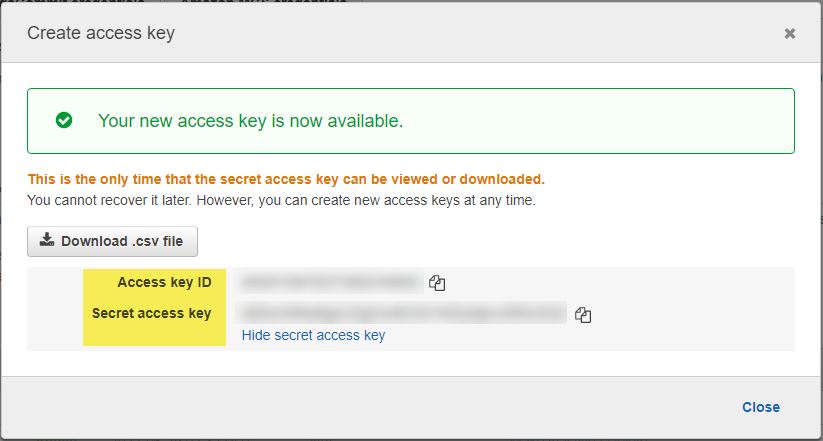 Create access key
Your new access key is now available.
This is the only time that the secret access key can be viewed or downloaded.
You cannot recover it later. However, you can create new access keys at any time.
Download .csv file
Access key ID
Secret access key
Hide secret access key
Close